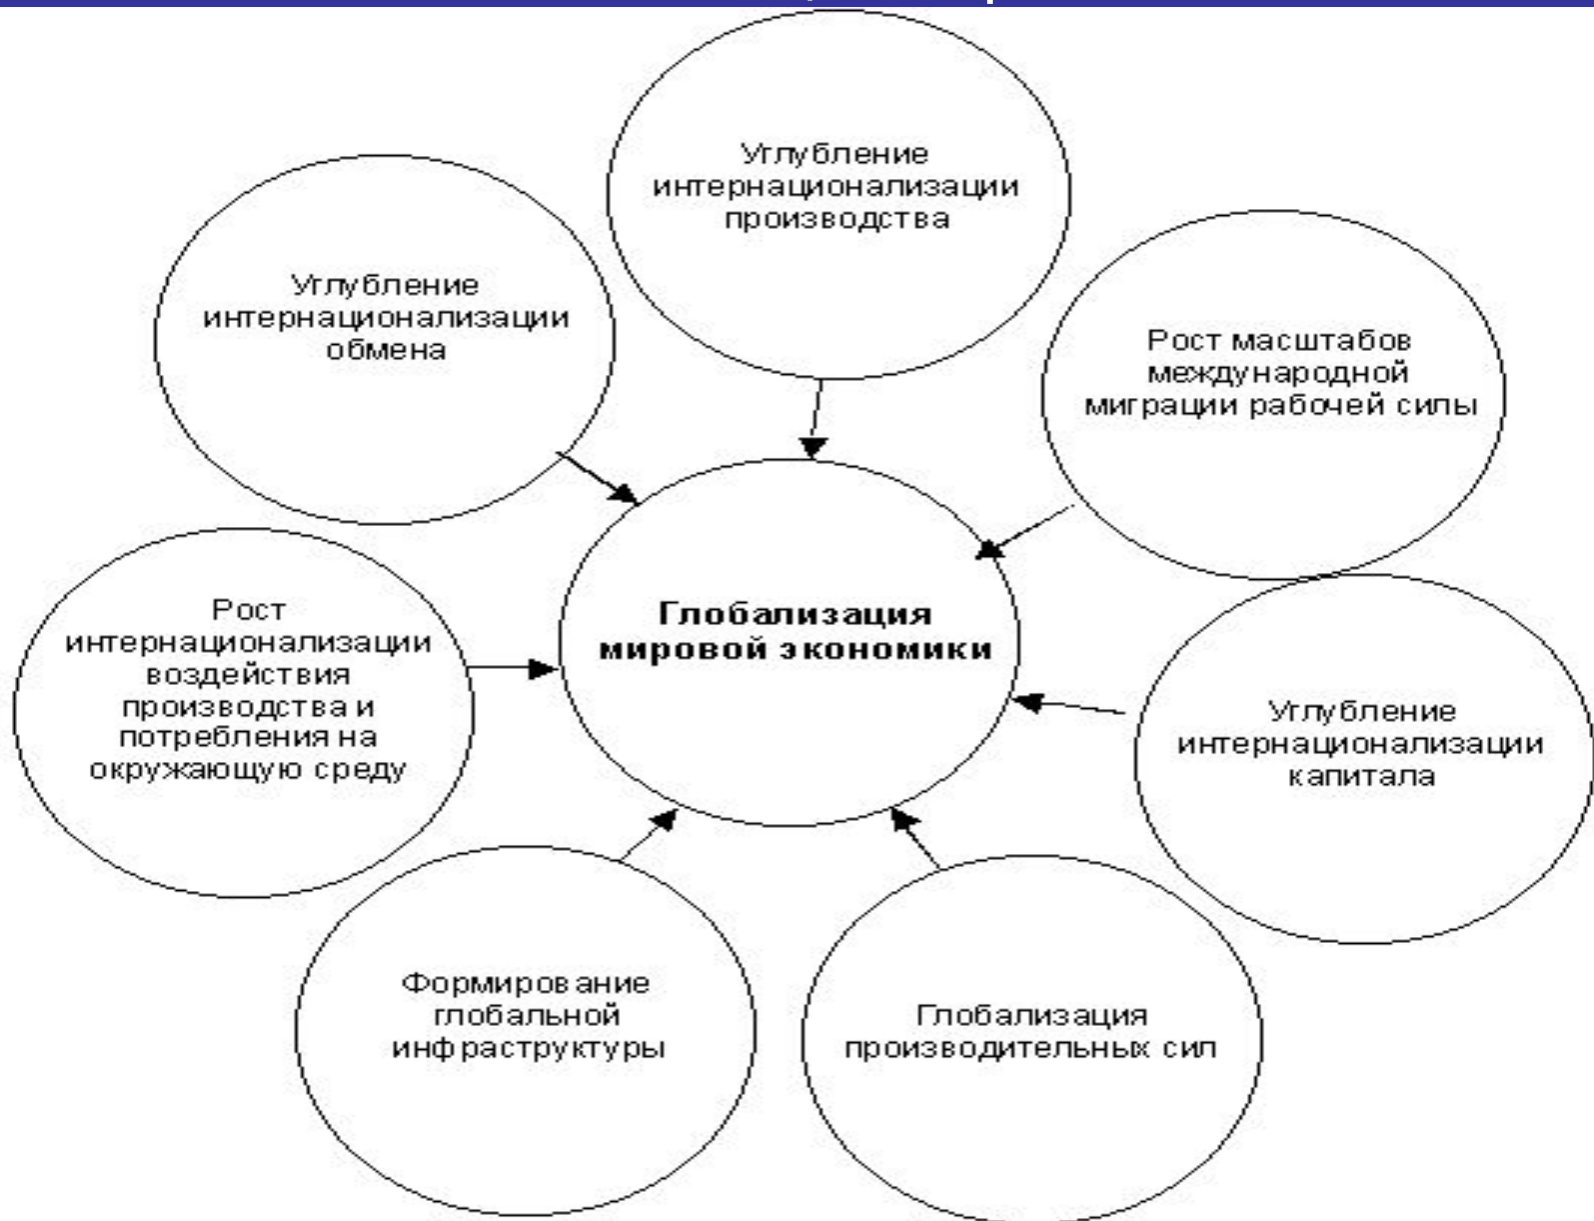 Углубление
интернационализации
производства
Углубление
интернационализации
обмена
Рост масштабов
международной
миграции рабочей силы
Глобализация
мировой экономики
Рост
интернационализации
воздействия
производства и
потребления на
окружающую среду
Углубление
интернационализации
капитала
Формирование
глобальной
инфраструктуры
Глобализация
производительных сил